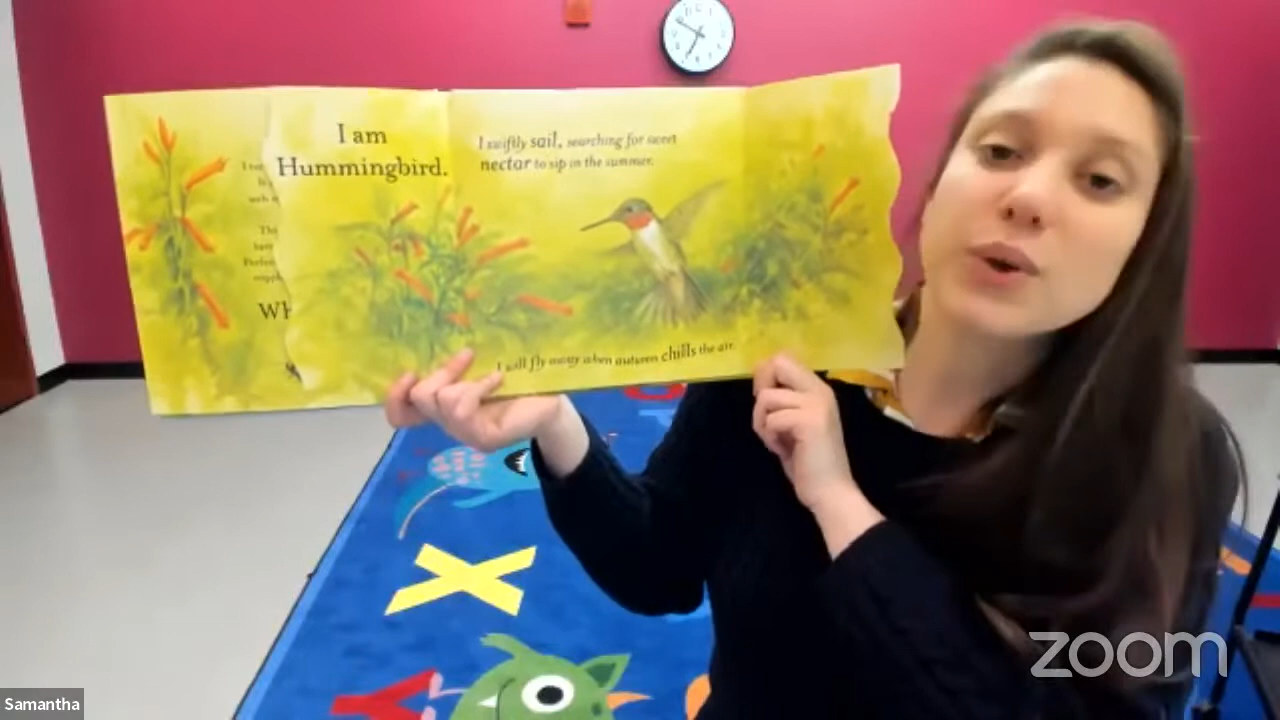 I am
Hummingbird.
I swiftly sail, searching for sweet
nectar to sip in the summer.
I will fly away when autumn chills the air.
Wh
X
zoom
Samantha